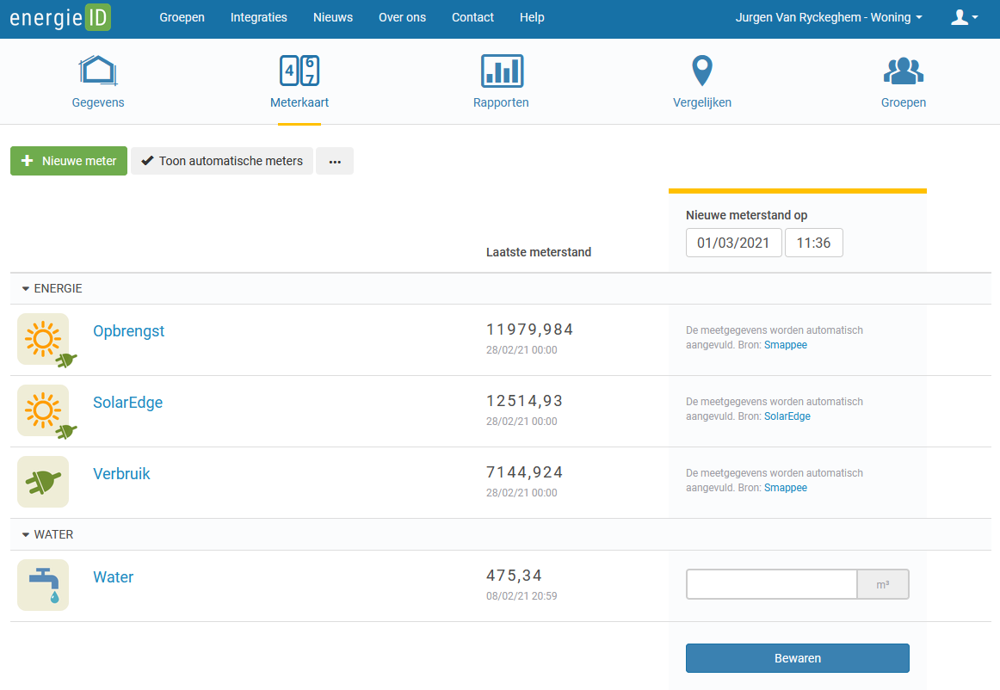 energieID Groepen Integraties Nieuws Over ons Contact Help Jurgen Van Ryckeghem - Woning
4 6 7
Gegevens Meterkaart Rapporten Vergelijken Groepen
Nieuwe meter Toon automatische meters ...
Nieuwe meterstand op
01/03/2021 11:36
Laatste meterstand
ENERGIE
Opbrengst 11979,984
28/02/21 00:00
De meetgegevens worden automatisch
aangevuld. Bron: Smappee
SolarEdge 12514,93
28/02/21 00:00
De meetgegevens worden automatisch
aangevuld. Bron: SolarEdge
Verbruik 7144,924
28/02/21 00:00
De meetgegevens worden automatisch
aangevuld. Bron: Smappee
WATER
Water 475,34
08/02/21 20:59
m³
Bewaren